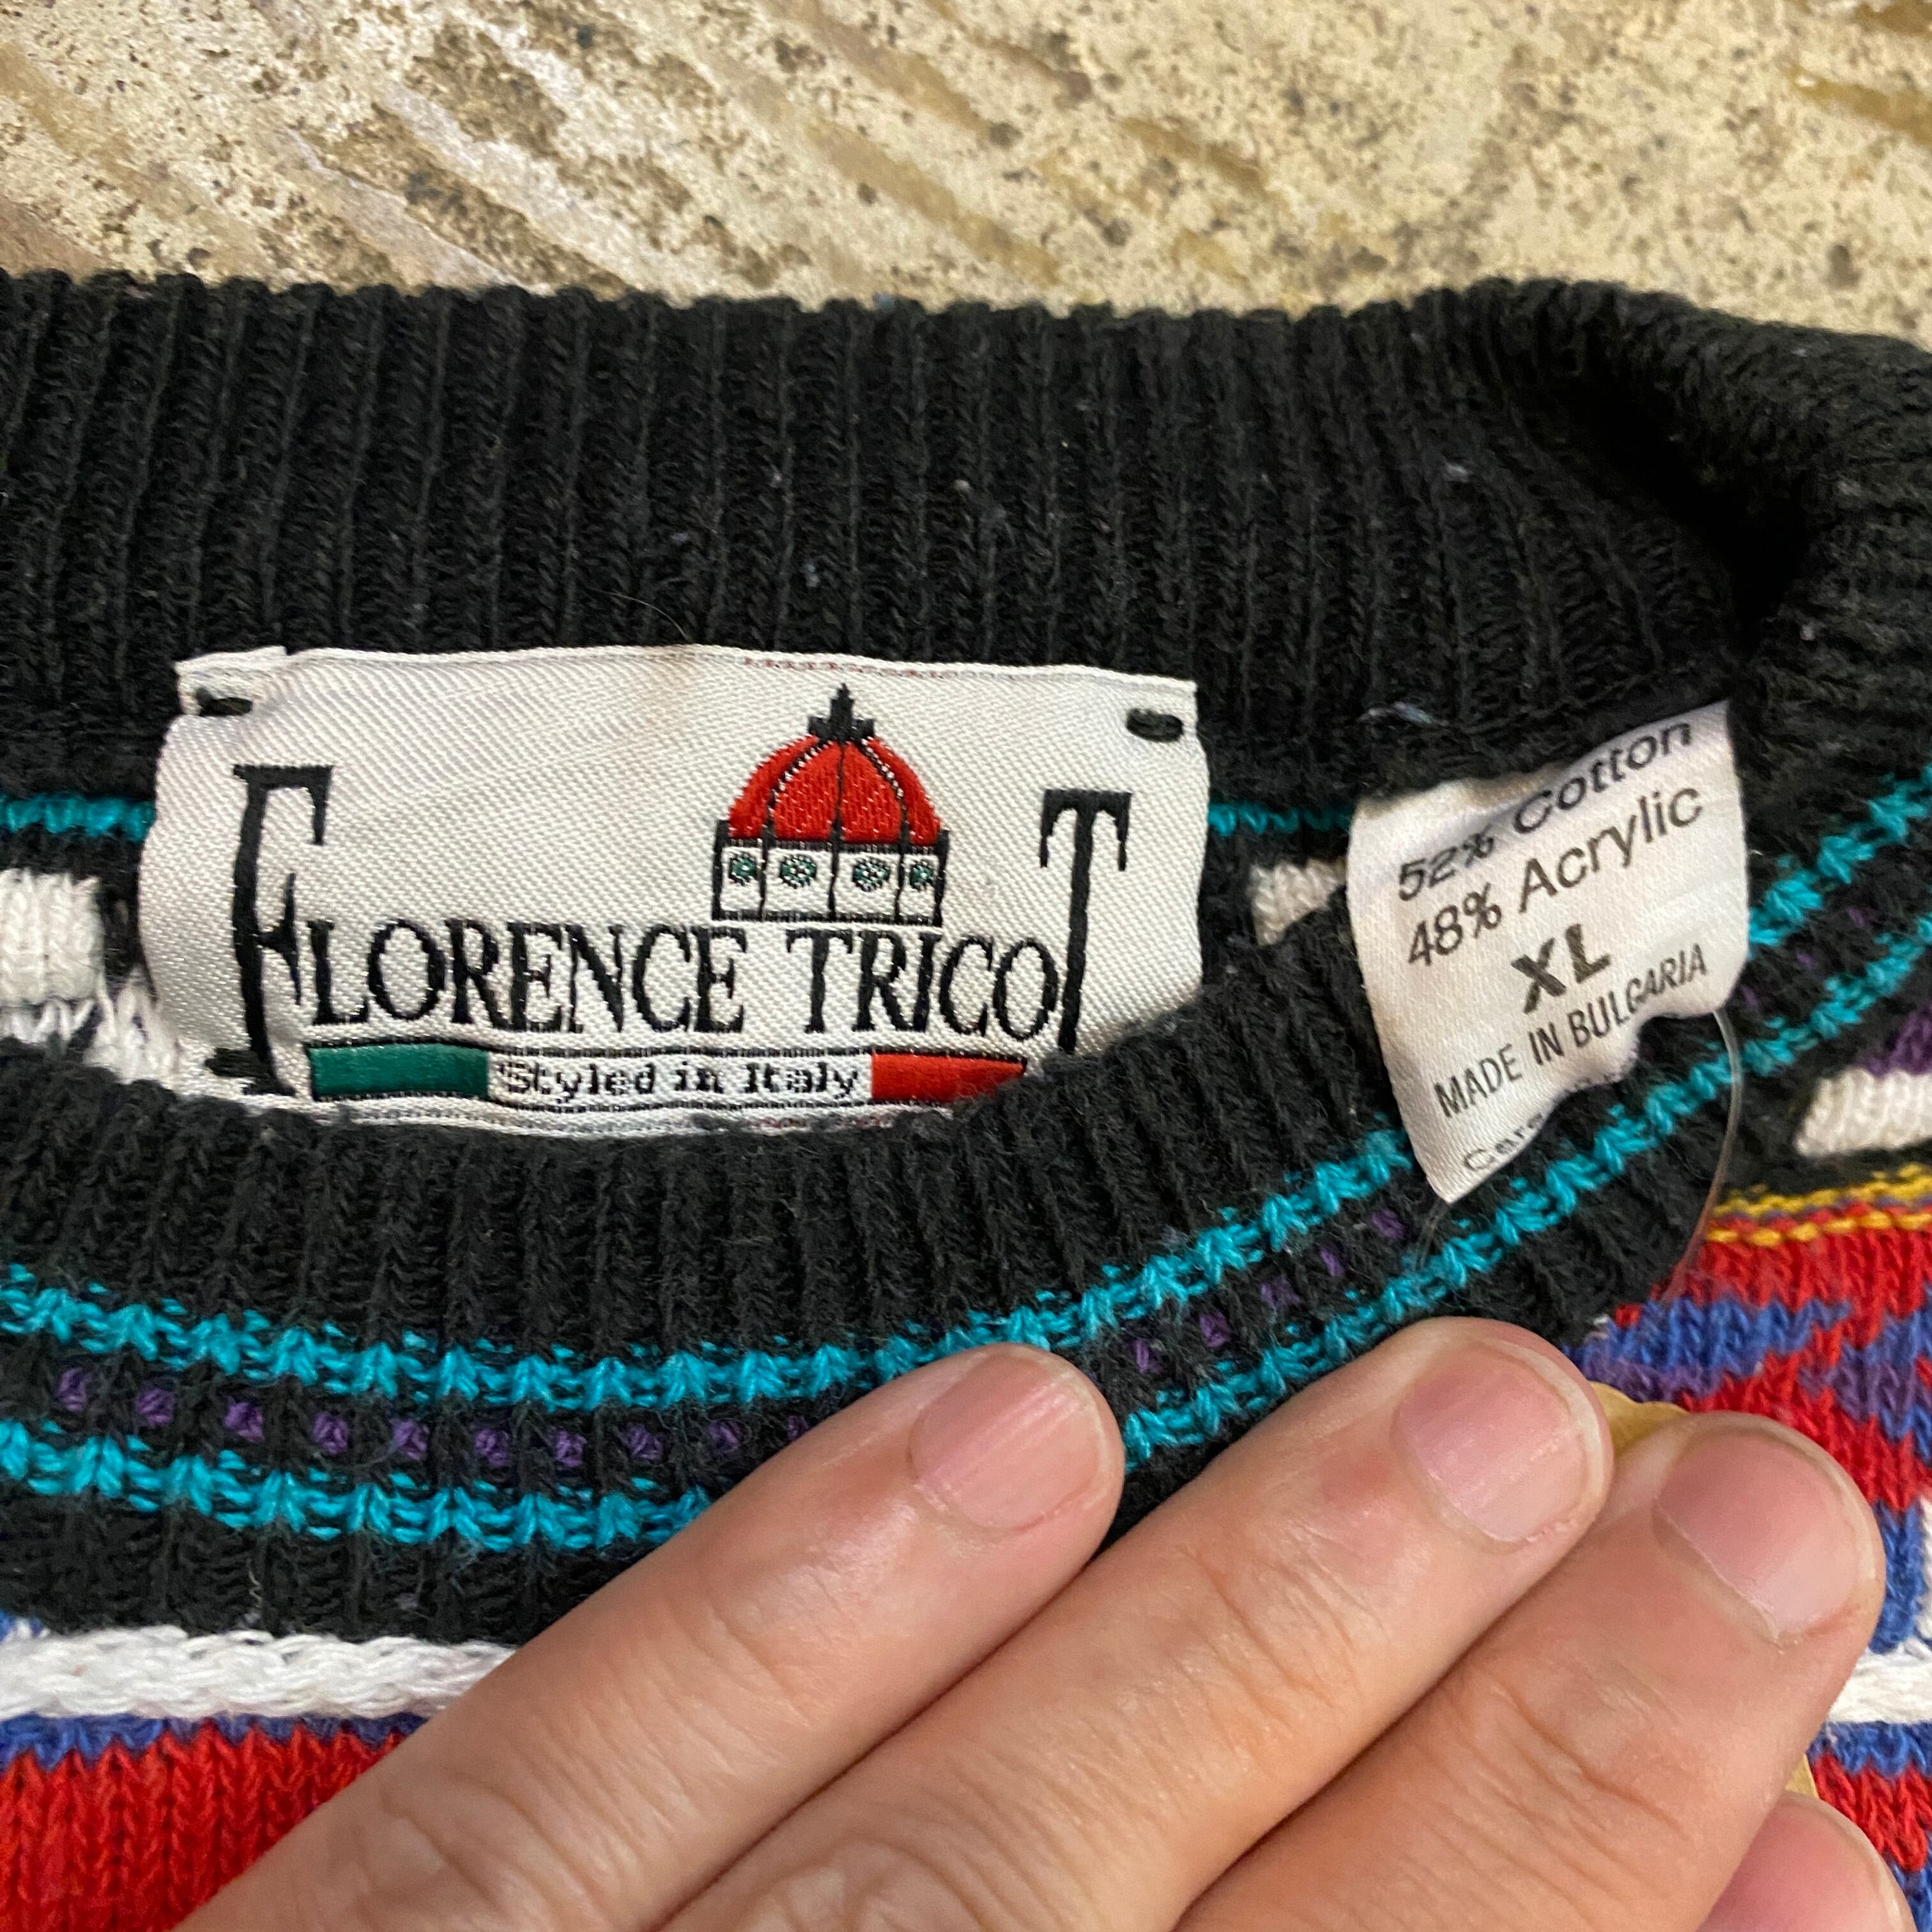 FLORENCE TRICOT
Styled in Italy
52% Cotton
48% Acrylic
XL
MADE IN BULGARIA